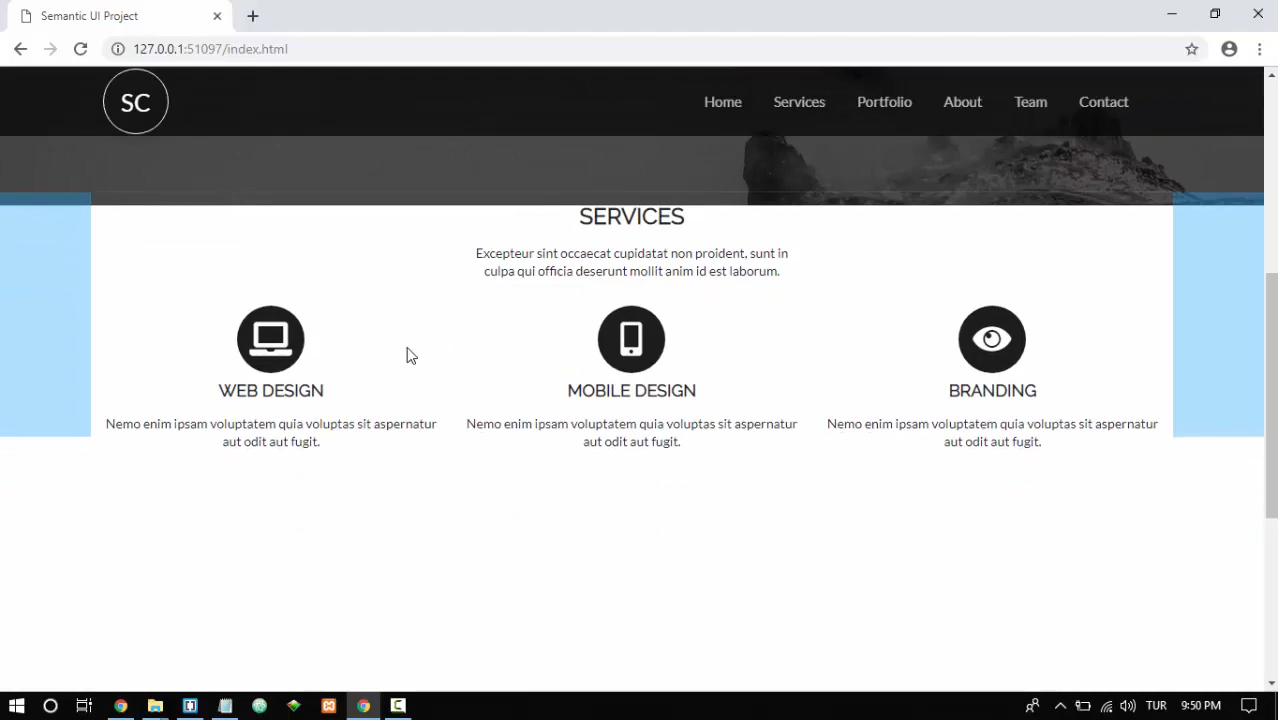 Semantic UI Project
127.0.0.1:51097/index.html
SC
Home Services Portfolio About Team Contact
SERVICES
Excepteur sint occaecat cupidatat non proident, sunt in
culpa qui officia deserunt mollit anim id est laborum.
WEB DESIGN
Nemo enim ipsam voluptatem quia voluptas sit aspernatur
aut odit aut fugit.
MOBILE DESIGN
Nemo enim ipsam voluptatem quia voluptas sit aspernatur
aut odit aut fugit.
BRANDING
Nemo enim ipsam voluptatem quia voluptas sit aspernatur
aut odit aut fugit.
TUR 9:50 PM